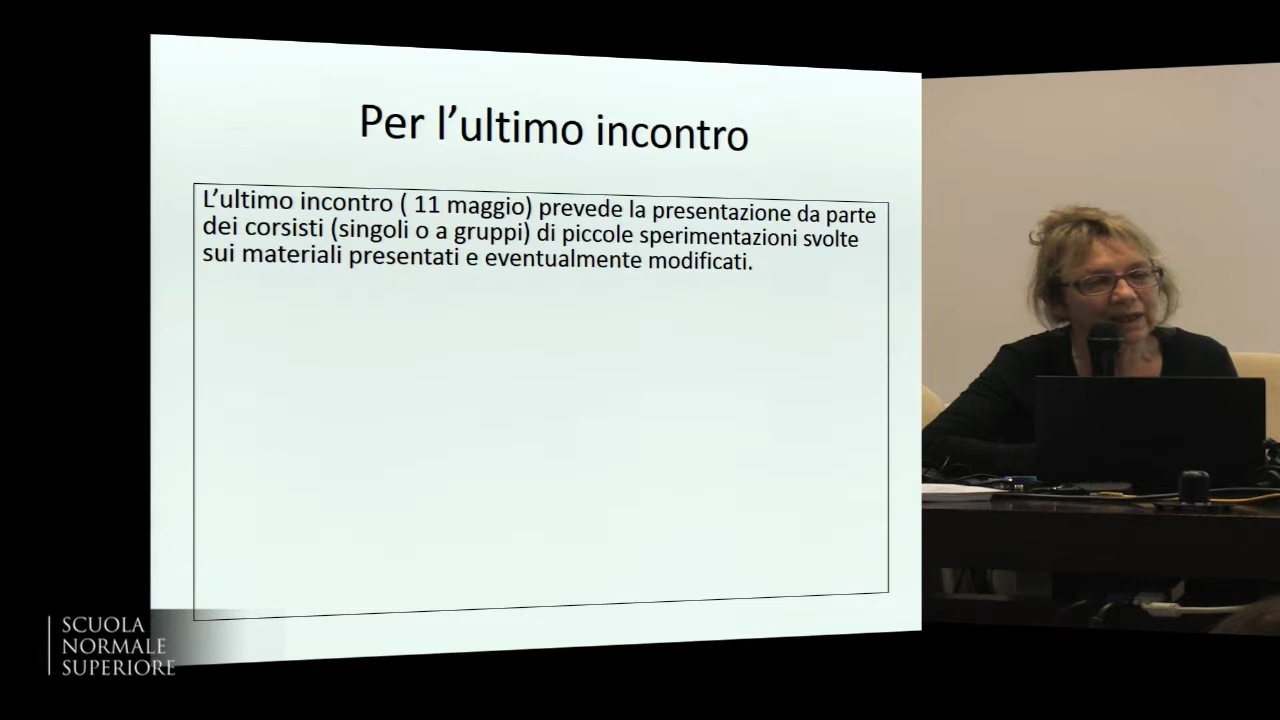 Per l’ultimo incontro
L’ultimo incontro ( 11 maggio) prevede la presentazione da parte
dei corsisti (singoli o a gruppi) di piccole sperimentazioni svolte
sui materiali presentati e eventualmente modificati.
SCUOLA
NORMALE
SUPERIORE